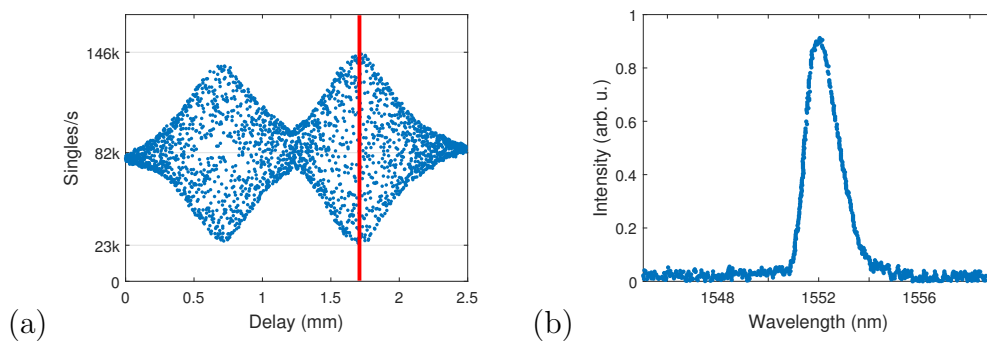 146k
82k
23k
0
Singles/s
0 0.5 1 1.5 2 2.5
Delay (mm)
(a)
1
0.8
0.6
0.4
0.2
0
Intensity (arb. u.)
1548 1552 1556
Wavelength (nm)
(b)